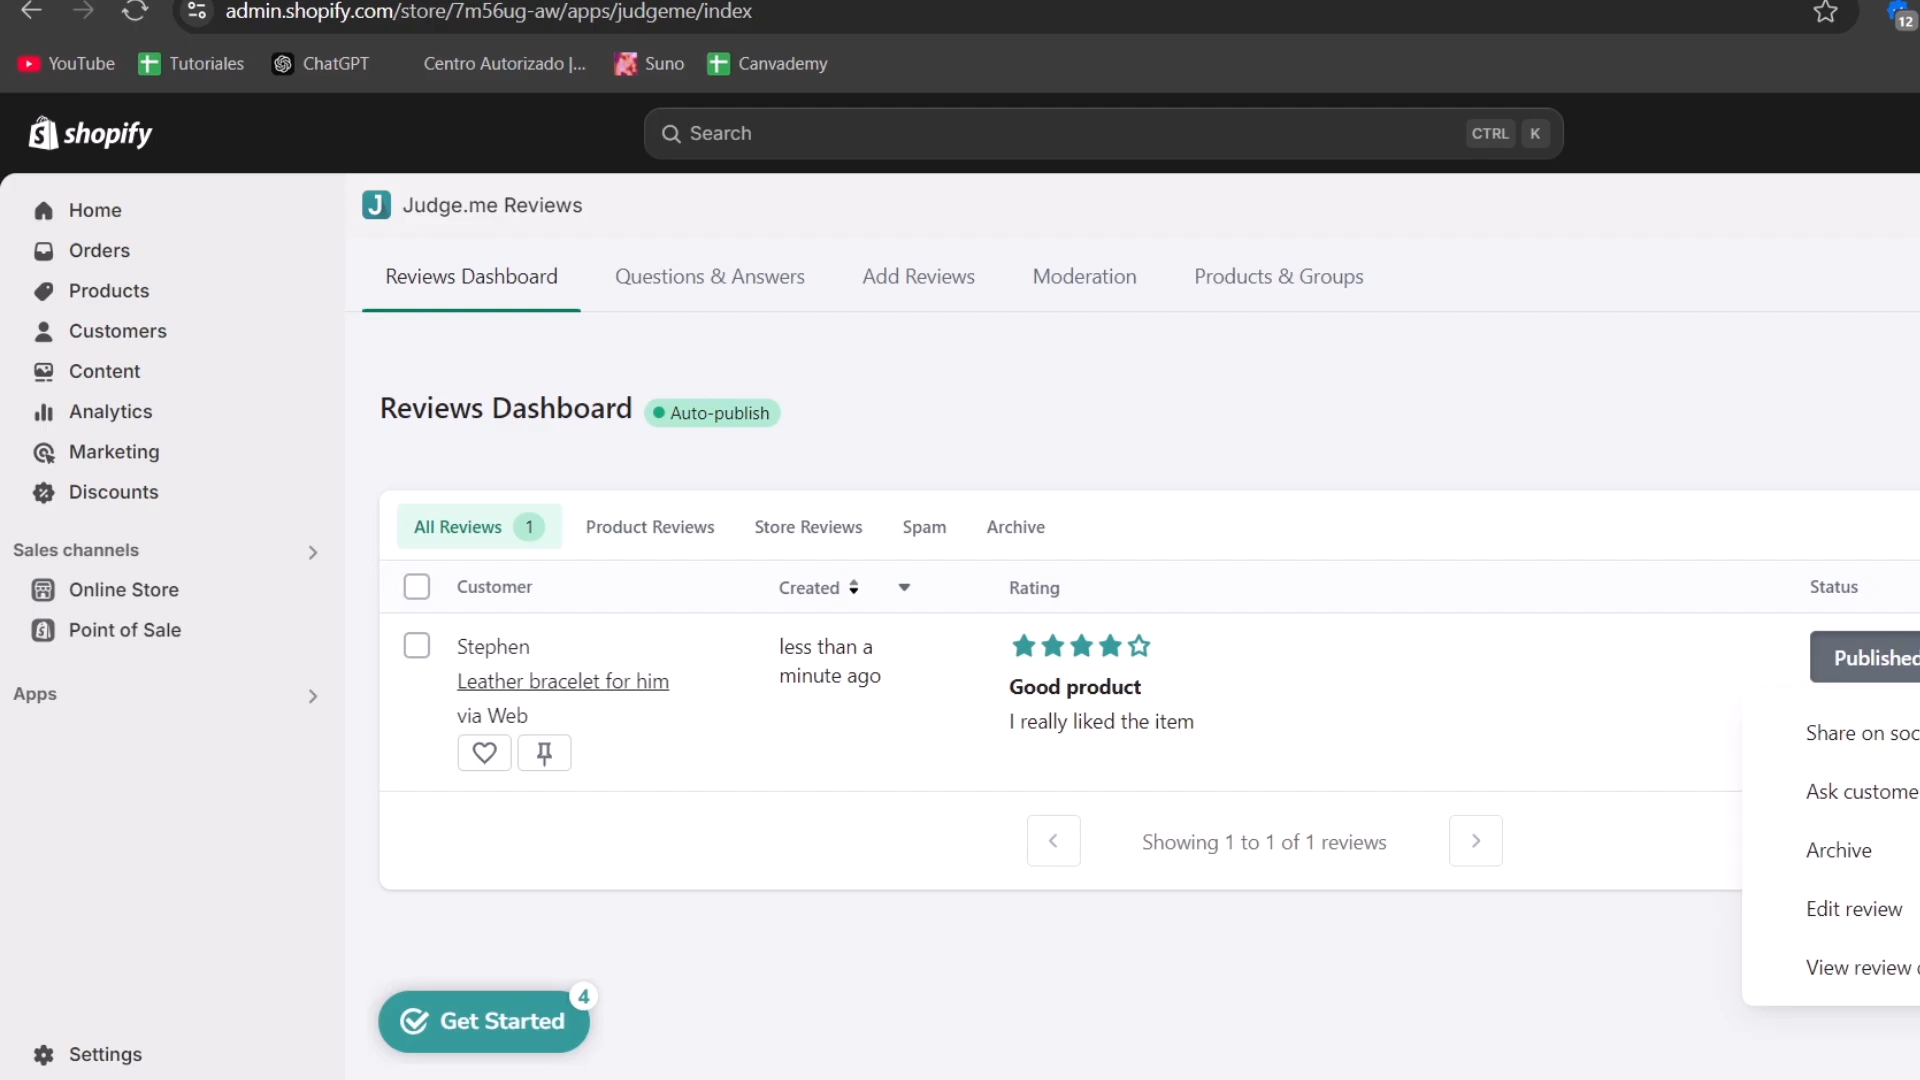 admin.shopify.com/store/7m56ug-aw/apps/judgeme/index
12
YouTube
Tutoriales
ChatGPT
Centro Autorizado |...
Suno
Canvademy
shopify
Search
CTRL K
Home
Orders
Products
Customers
Content
Analytics
Marketing
Discounts
Sales channels
Online Store
Point of Sale
Apps
Settings
Judge.me Reviews
Reviews Dashboard
Questions & Answers
Add Reviews
Moderation
Products & Groups
Reviews Dashboard
Auto-publish
All Reviews 1
Product Reviews
Store Reviews
Spam
Archive
Customer
Created
Rating
Status
Stephen
Leather bracelet for him
via Web
less than a
minute ago
Good product
I really liked the item
Published
Share on soc
Ask custome
Archive
Edit review
View review
Showing 1 to 1 of 1 reviews
Get Started
4